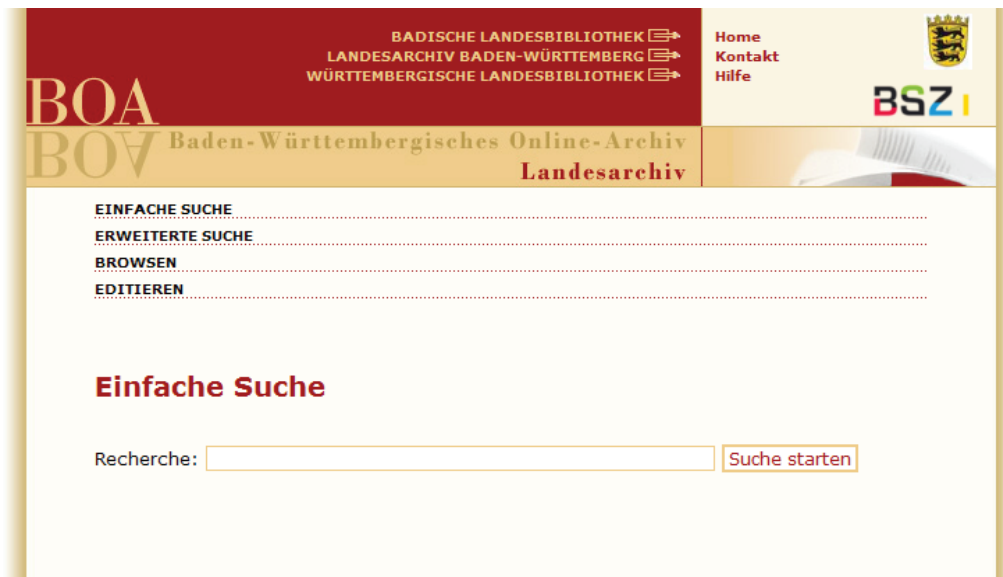 BADISCHE LANDESBIBLIOTHEK
LANDESARCHIV BADEN-WÜRTTEMBERG
WÜRTTEMBERGISCHE LANDESBIBLIOTHEK
Home
Kontakt
Hilfe
BSZ
BOA
BOA
Baden-Württembergisches Online-Archiv
Landesarchiv
EINFACHE SUCHE
ERWEITERTE SUCHE
BROWSEN
EDITIEREN
Einfache Suche
Recherche: Suche starten